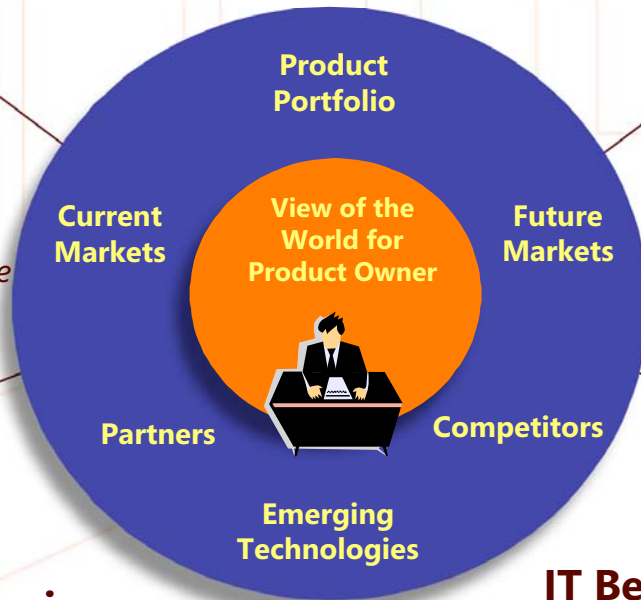 Product
Portfolio
Current
Markets
View of the
World for
Product Owner
Future
Markets
e
Partners
Competitors
Emerging
Technologies
.
IT Be